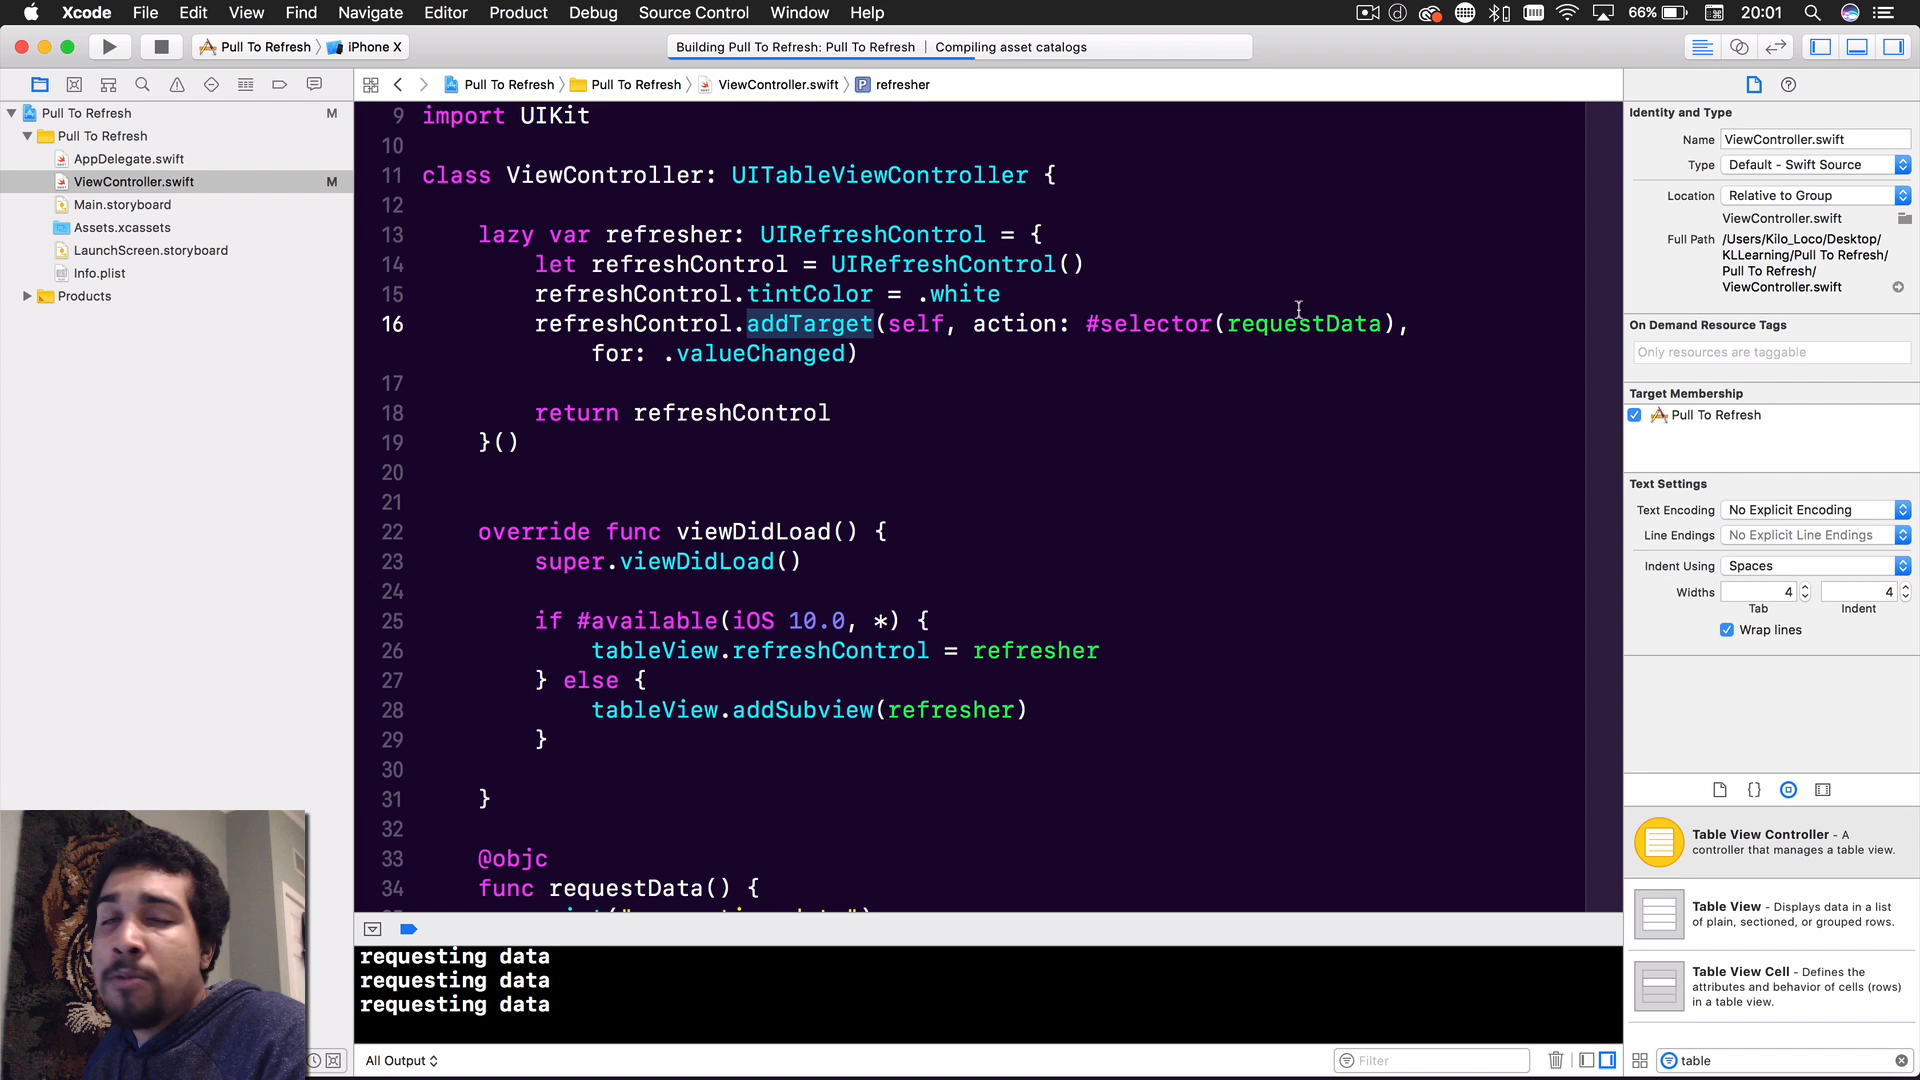 Xcode File Edit View Find Navigate Editor Product Debug Source Control Window Help 66% 20:01
Pull To Refresh iPhone X
Building Pull To Refresh: Pull To Refresh | Compiling asset catalogs
Pull To Refresh M
Pull To Refresh
AppDelegate.swift
ViewController.swift M
Main.storyboard
Assets.xcassets
LaunchScreen.storyboard
Info.plist
Products
Pull To Refresh Pull To Refresh ViewController.swift P refresher
9 import UIKit
10
11 class ViewController: UITableViewController {
12
13 lazy var refresher: UIRefreshControl = {
14 let refreshControl = UIRefreshControl()
15 refreshControl.tintColor = .white
16 refreshControl.addTarget(self, action: #selector(requestData),
for: .valueChanged)
17
18 return refreshControl
19 }()
20
21
22 override func viewDidLoad() {
23 super.viewDidLoad()
24
25 if #available(iOS 10.0, *) {
26 tableView.refreshControl = refresher
27 } else {
28 tableView.addSubview(refresher)
29 }
30
31 }
32
33 @objc
34 func requestData() {
requesting data
requesting data
requesting data
All Output
Filter
Identity and Type
Name ViewController.swift
Type Default - Swift Source
Location Relative to Group
ViewController.swift
Full Path /Users/Kilo_Loco/Desktop/
KLLearning/Pull To Refresh/
Pull To Refresh/
ViewController.swift
On Demand Resource Tags
Only resources are taggable
Target Membership
Pull To Refresh
Text Settings
Text Encoding No Explicit Encoding
Line Endings No Explicit Line Endings
Indent Using Spaces
Widths 4 4
Tab Indent
Wrap lines
Table View Controller - A
controller that manages a table view.
Table View - Displays data in a list
of plain, sectioned, or grouped rows.
Table View Cell - Defines the
attributes and behavior of cells (rows)
in a table view.
table